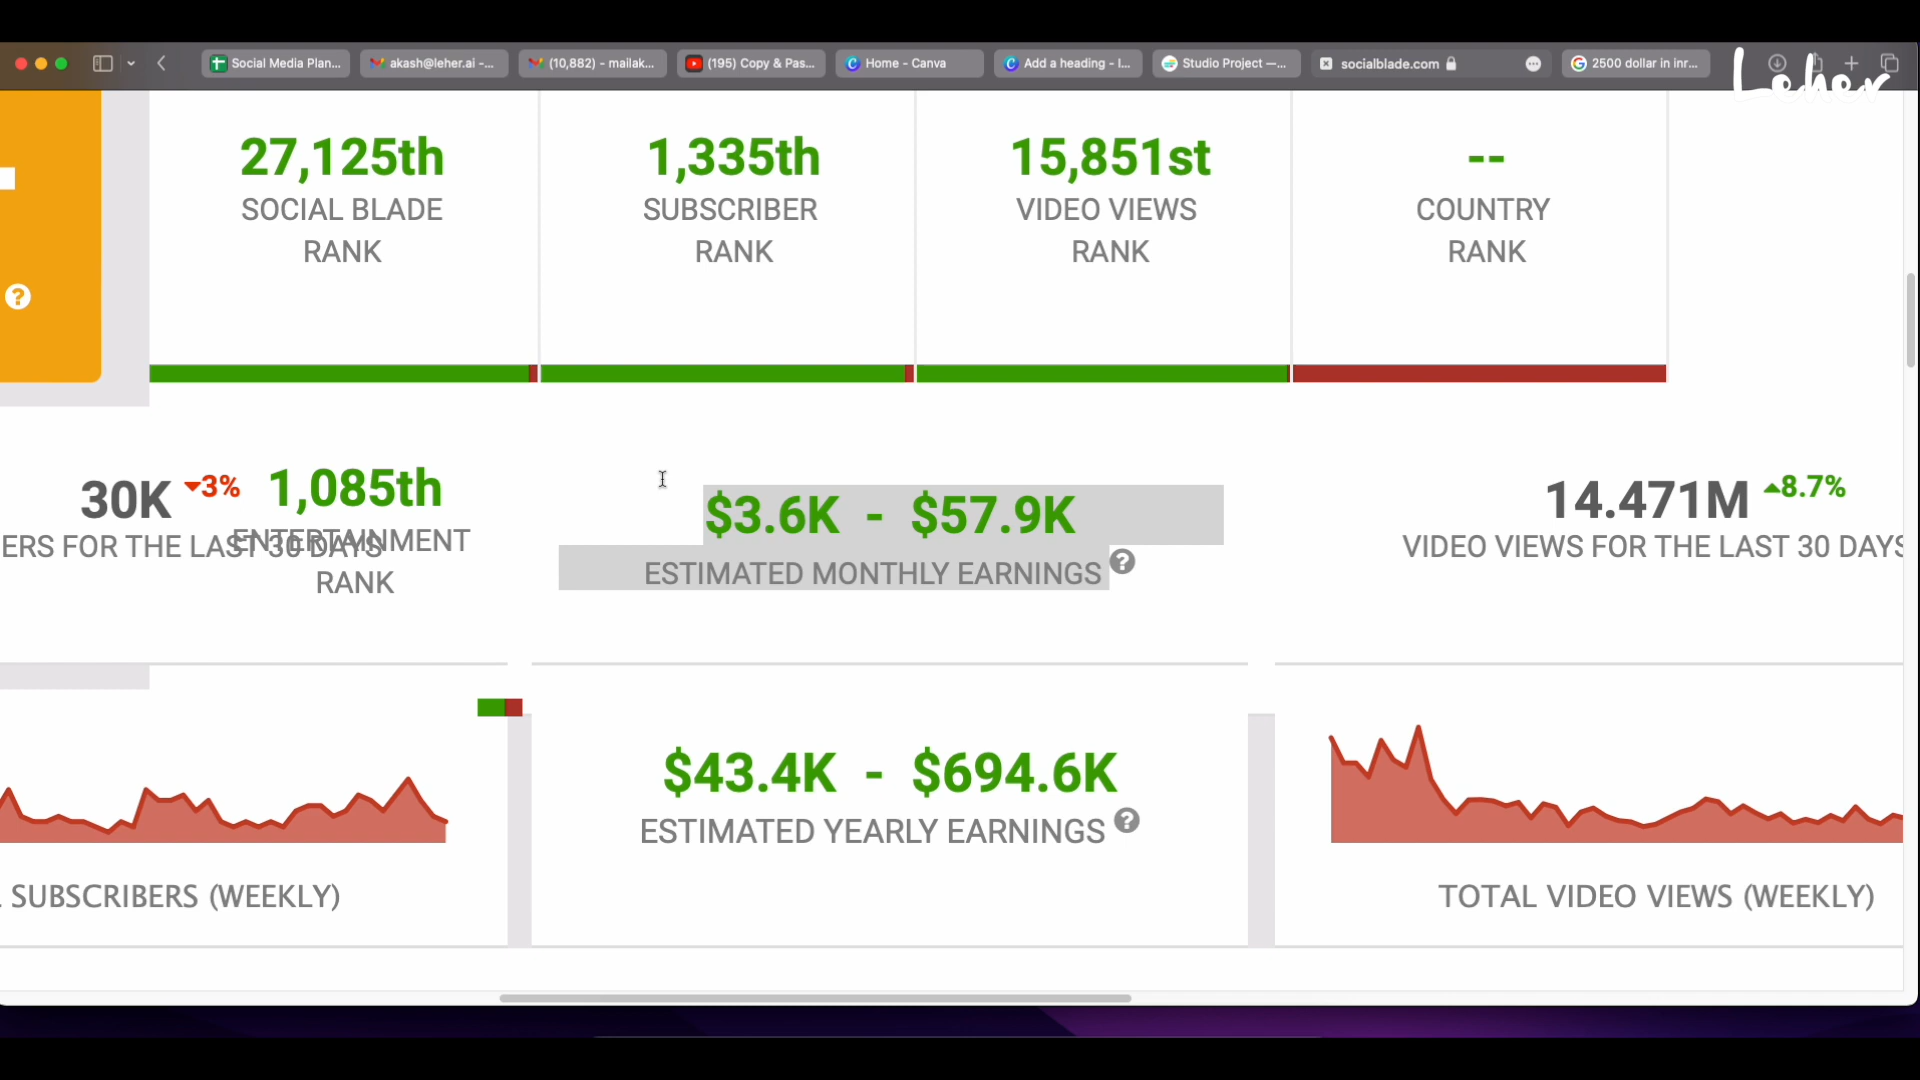 Social Media Plan...
akash@leher.ai -...
(10,882) - mailak...
(195) Copy & Pas...
Home - Canva
Add a heading - I...
Studio Project —...
socialblade.com
2500 dollar in inr...
Leher
27,125th
SOCIAL BLADE
RANK
1,335th
SUBSCRIBER
RANK
15,851st
VIDEO VIEWS
RANK
--
COUNTRY
RANK
?
30K 3%
ERS FOR THE LAST 30 DAYS
1,085th
ENTERTAINMENT
RANK
$3.6K - $57.9K
ESTIMATED MONTHLY EARNINGS ?
14.471M 8.7%
VIDEO VIEWS FOR THE LAST 30 DAYS
$43.4K - $694.6K
ESTIMATED YEARLY EARNINGS ?
SUBSCRIBERS (WEEKLY)
TOTAL VIDEO VIEWS (WEEKLY)